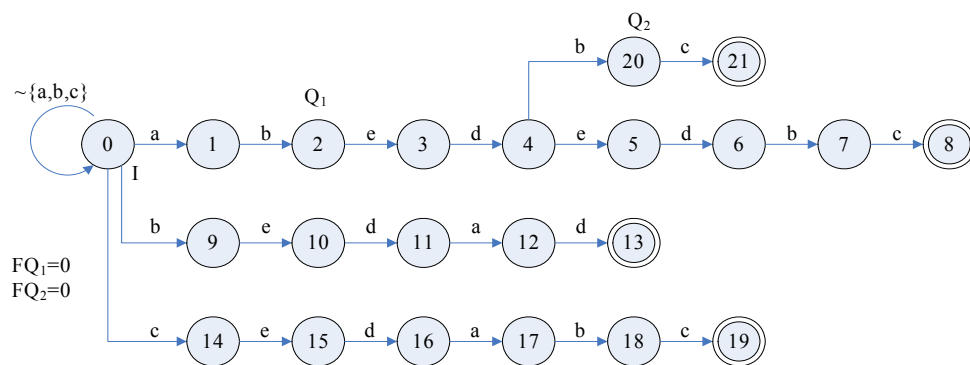 Q₂
b 20 c 21
~{a,b,c}
Q₁
0 a 1 b 2 e 3 d 4 e 5 d 6 b 7 c 8
I
b 9 e 10 d 11 a 12 d 13
FQ₁=0
FQ₂=0
c 14 e 15 d 16 a 17 b 18 c 19